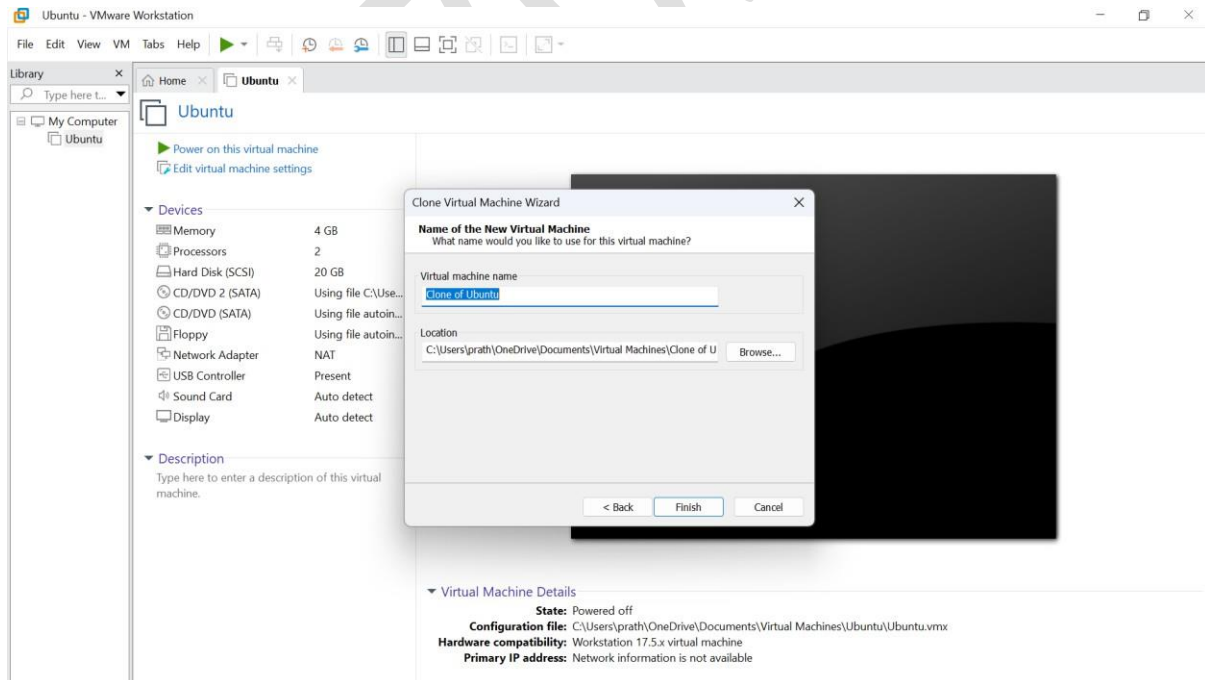 Ubuntu - VMware Workstation
File Edit View VM Tabs Help
Library
Type here t...
My Computer
Ubuntu
Home
Ubuntu
Ubuntu
Power on this virtual machine
Edit virtual machine settings
Devices
Memory 4 GB
Processors 2
Hard Disk (SCSI) 20 GB
CD/DVD 2 (SATA) Using file C:\Use...
CD/DVD (SATA) Using file autoin...
Floppy Using file autoin...
Network Adapter NAT
USB Controller Present
Sound Card Auto detect
Display Auto detect
Description
Type here to enter a description of this virtual
machine.
Clone Virtual Machine Wizard
Name of the New Virtual Machine
What name would you like to use for this virtual machine?
Virtual machine name
Clone of Ubuntu
Location
C:\Users\prath\OneDrive\Documents\Virtual Machines\Clone of U
Browse...
< Back Finish Cancel
Virtual Machine Details
State: Powered off
Configuration file: C:\Users\prath\OneDrive\Documents\Virtual Machines\Ubuntu\Ubuntu.vmx
Hardware compatibility: Workstation 17.5.x virtual machine
Primary IP address: Network information is not available